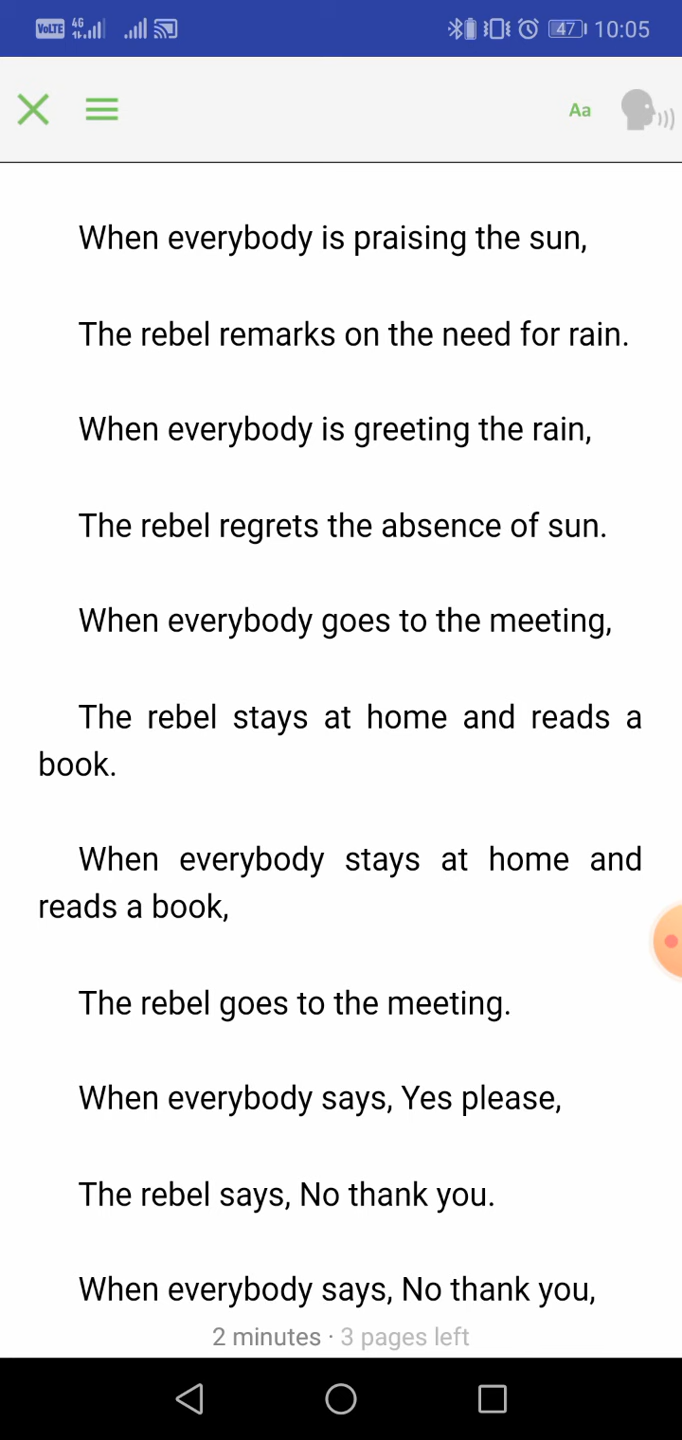 VoLTE 4G 47 10:05
Aa
When everybody is praising the sun,
The rebel remarks on the need for rain.
When everybody is greeting the rain,
The rebel regrets the absence of sun.
When everybody goes to the meeting,
The rebel stays at home and reads a
book.
When everybody stays at home and
reads a book,
The rebel goes to the meeting.
When everybody says, Yes please,
The rebel says, No thank you.
When everybody says, No thank you,
2 minutes · 3 pages left